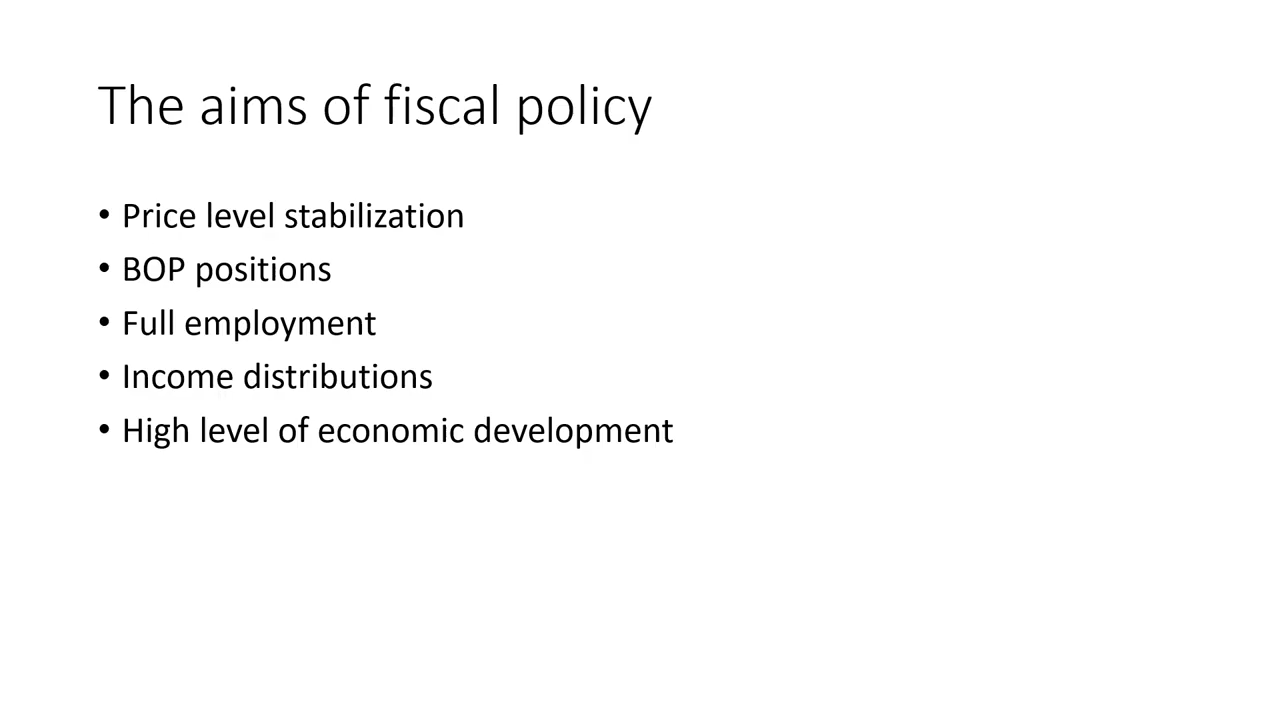 The aims of fiscal policy
• Price level stabilization
• BOP positions
• Full employment
• Income distributions
• High level of economic development